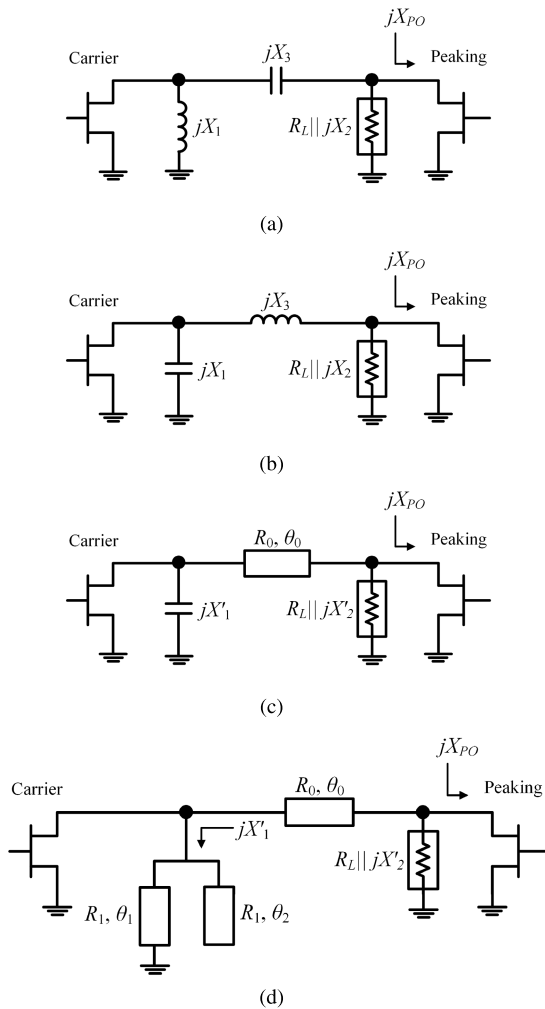 jX_PO
Carrier
jX_3
Peaking
jX_1
R_L||jX_2
(a)
jX_PO
Carrier
jX_3
Peaking
jX_1
R_L||jX_2
(b)
jX_PO
Carrier
R_0, θ_0
Peaking
jX'_1
R_L||jX'_2
(c)
jX_PO
Carrier
R_0, θ_0
Peaking
jX'_1
R_L||jX'_2
R_1, θ_1
R_1, θ_2
(d)